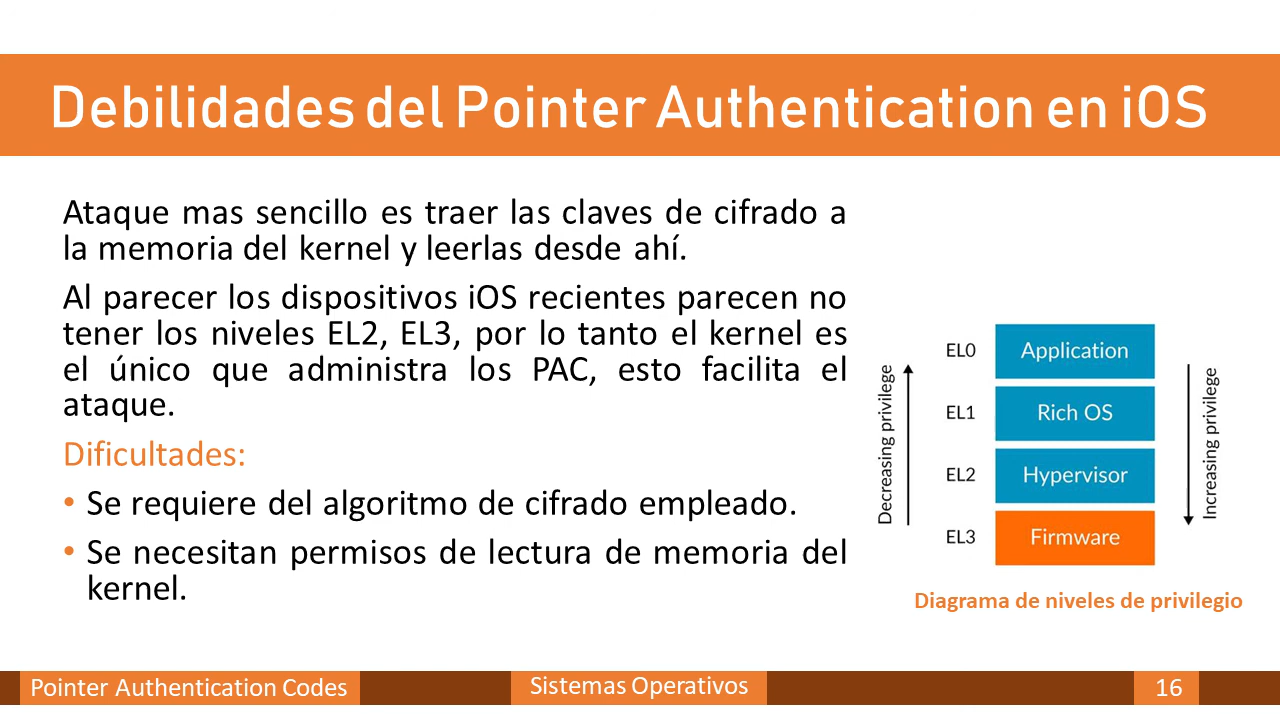 Debilidades del Pointer Authentication en iOS
Ataque mas sencillo es traer las claves de cifrado a
la memoria del kernel y leerlas desde ahí.
Al parecer los dispositivos iOS recientes parecen no
tener los niveles EL2, EL3, por lo tanto el kernel es
el único que administra los PAC, esto facilita el
ataque.
Dificultades:
• Se requiere del algoritmo de cifrado empleado.
• Se necesitan permisos de lectura de memoria del
kernel.
Decreasing privilege
EL0 Application
EL1 Rich OS
EL2 Hypervisor
EL3 Firmware
Increasing privilege
Diagrama de niveles de privilegio
Pointer Authentication Codes
Sistemas Operativos
16